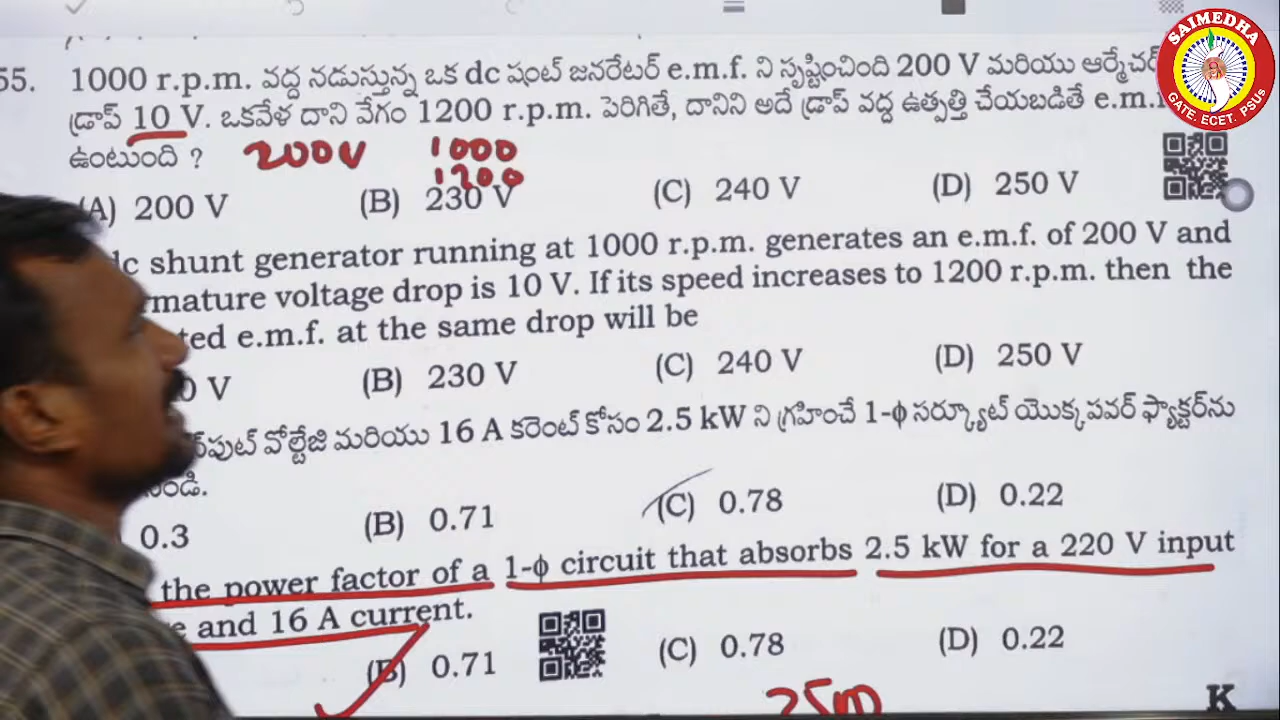 55. 1000 r.p.m. వద్ద నడుస్తున్న ఒక dc షంట్ జనరేటర్ e.m.f. ని సృష్టించింది 200 V మరియు
డ్రాప్ 10 V. ఒకవేళ దాని వేగం 1200 r.p.m. పెరిగితే, దానిని అదే డ్రాప్ వద్ద ఉత్పత్తి చేయబడితే
ఉంటుంది ? 200V 1000
1200
(A) 200 V (B) 230 V (C) 240 V (D) 250 V
dc shunt generator running at 1000 r.p.m. generates an e.m.f. of 200 V and
voltage drop is 10 V. If its speed increases to 1200 r.p.m. then the
e.m.f. at the same drop will be
V (B) 230 V (C) 240 V (D) 250 V
వోల్టేజి మరియు 16 A కరెంట్ కోసం 2.5 kW ని గ్రహించే 1-ϕ సర్క్యూట్ యొక్క పవర్ ఫ్యాక్టర్‌ను
0.3 (B) 0.71 (C) 0.78 (D) 0.22
the power factor of a 1-ϕ circuit that absorbs 2.5 kW for a 220 V input
and 16 A current.
(B) 0.71 (C) 0.78 (D) 0.22
K
SAIMEDHA
GATE. ECET. PSUs